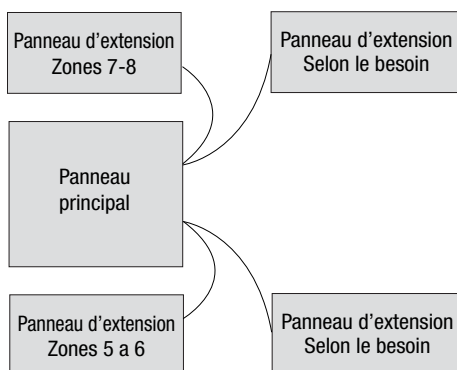 Panneau d’extension
Zones 7-8
Panneau d’extension
Selon le besoin
Panneau
principal
Panneau d’extension
Zones 5 a 6
Panneau d’extension
Selon le besoin